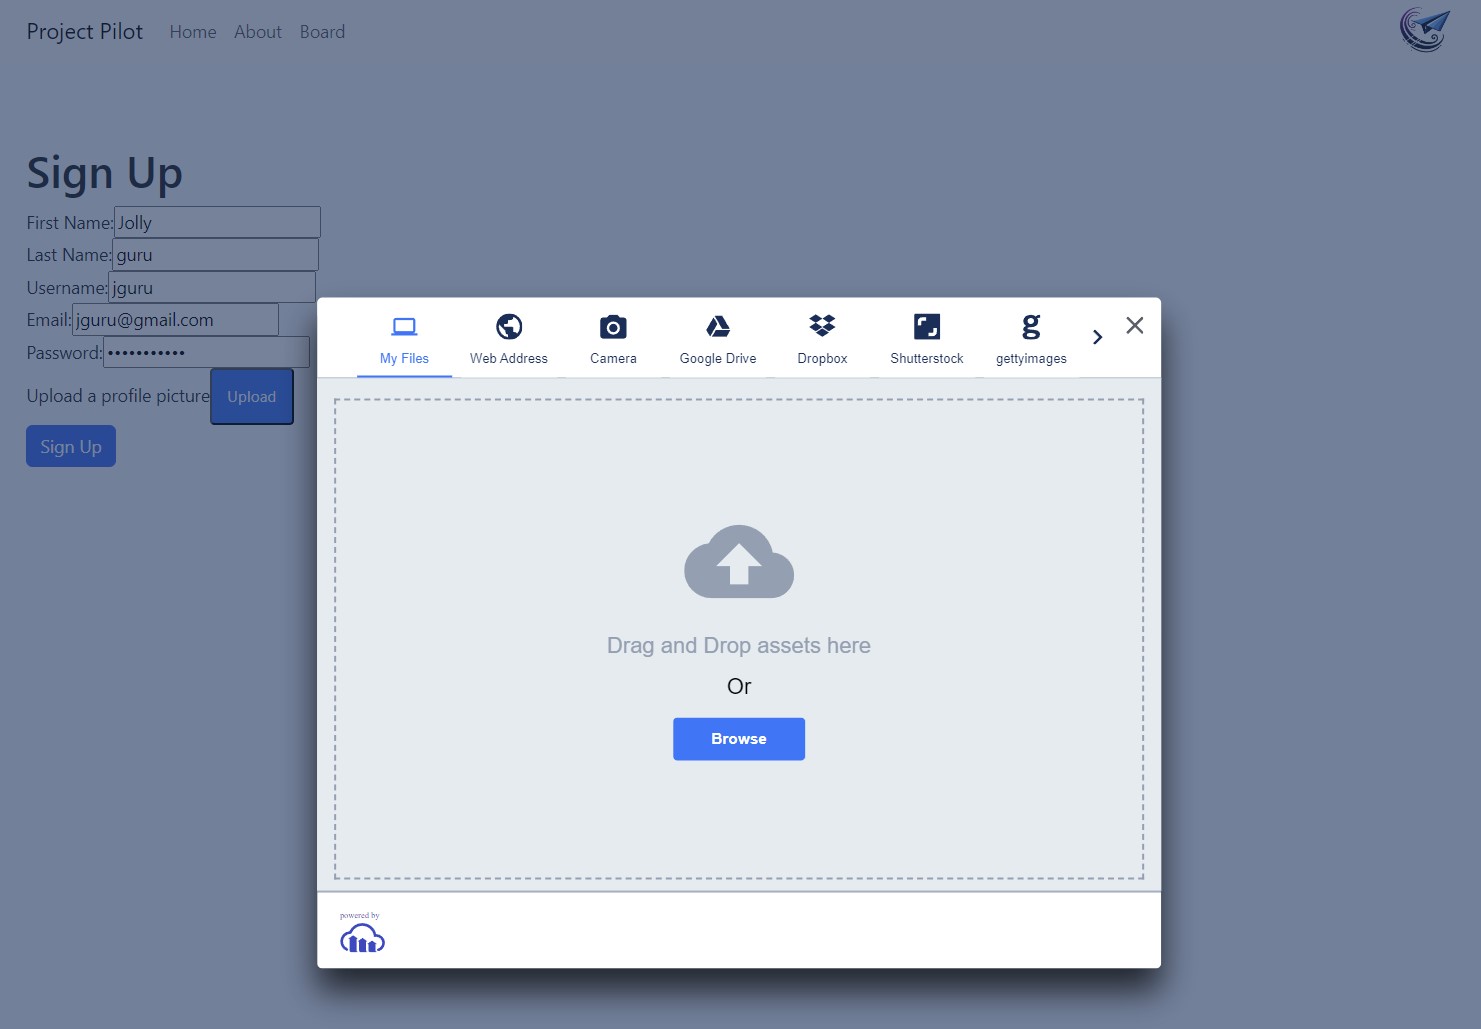 Project Pilot Home About Board
Sign Up
First Name: Jolly
Last Name: guru
Username: jguru
Email: jguru@gmail.com
Password: •••••••••••
Upload a profile picture Upload
Sign Up
My Files Web Address Camera Google Drive Dropbox Shutterstock gettyimages
Drag and Drop assets here
Or
Browse
powered by